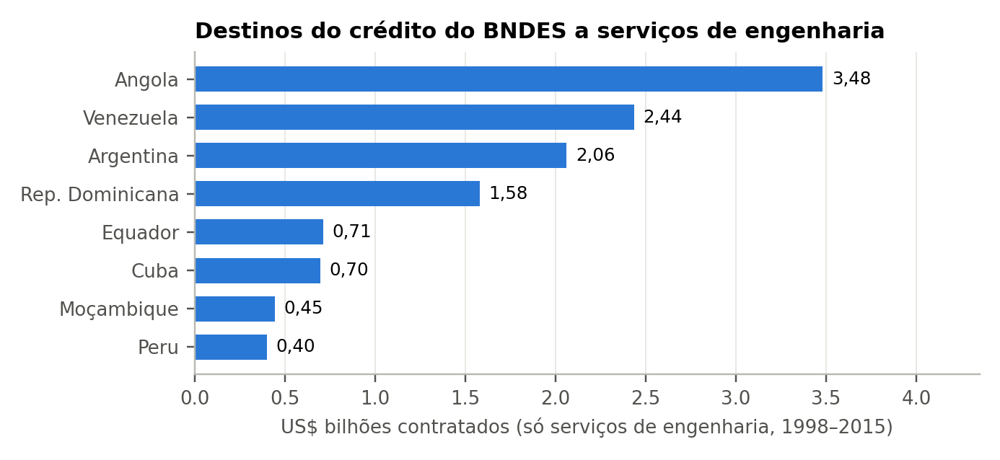 Destinos do crédito do BNDES a serviços de engenharia
Angola 3,48
Venezuela 2,44
Argentina 2,06
Rep. Dominicana 1,58
Equador 0,71
Cuba 0,70
Moçambique 0,45
Peru 0,40
0.0 0.5 1.0 1.5 2.0 2.5 3.0 3.5 4.0
US$ bilhões contratados (só serviços de engenharia, 1998–2015)